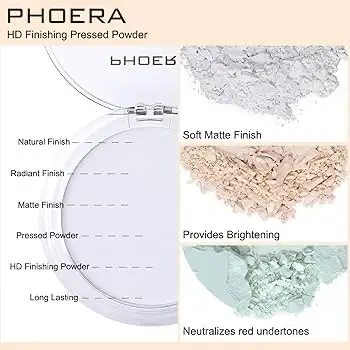 PHOERA
HD Finishing Pressed Powder
PHOERA
Natural Finish
Radiant Finish
Matte Finish
Pressed Powder
HD Finishing Powder
Long Lasting
Soft Matte Finish
Provides Brightening
Neutralizes red undertones